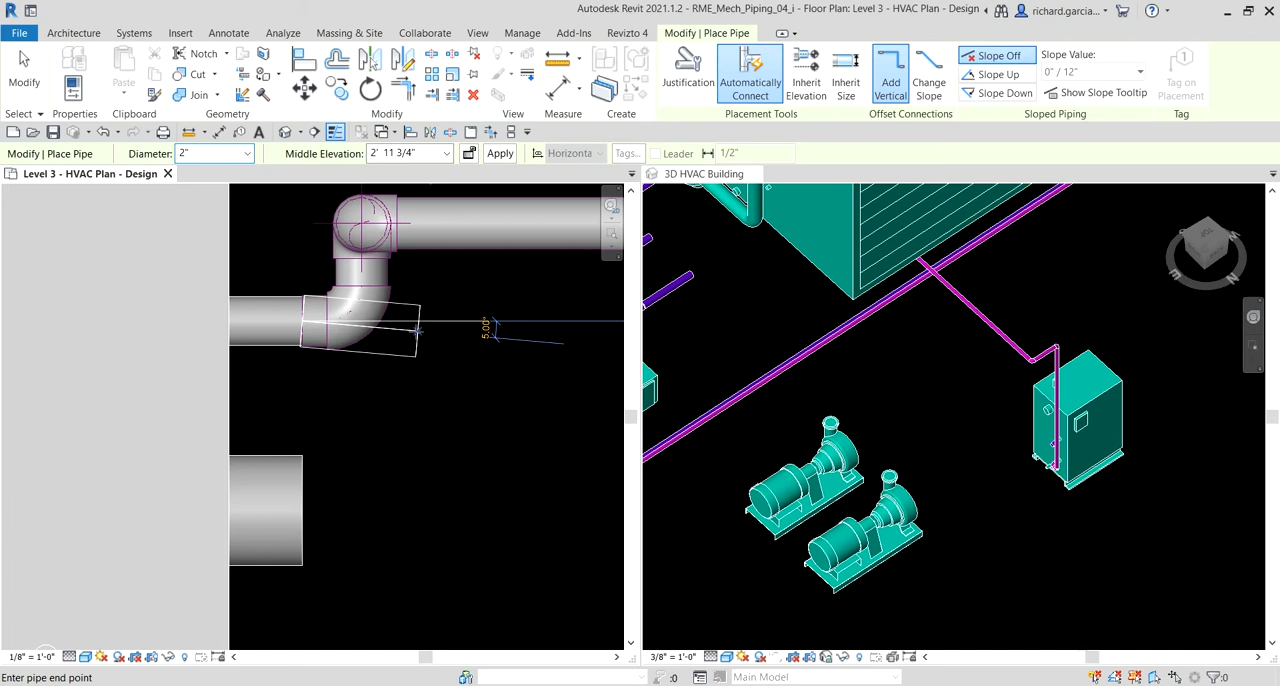 Autodesk Revit 2021.1.2 - RME_Mech_Piping_04_i - Floor Plan: Level 3 - HVAC Plan - Design
richard.garcia...
File Architecture Systems Insert Annotate Analyze Massing & Site Collaborate View Manage Add-Ins Revizto 4 Modify | Place Pipe
Modify
Paste
Notch
Cut
Join
Justification
Automatically Connect
Inherit Elevation
Inherit Size
Add Vertical
Change Slope
Slope Off
Slope Up
Slope Down
Slope Value:
0" / 12"
Show Slope Tooltip
Tag on Placement
Select Properties Clipboard Geometry Modify View Measure Create Placement Tools Offset Connections Sloped Piping Tag
Modify | Place Pipe Diameter: 2" Middle Elevation: 2' 11 3/4" Apply Horizonta Tags... Leader 1/2"
Level 3 - HVAC Plan - Design
3D HVAC Building
5.00°
1/8" = 1'-0"
3/8" = 1'-0"
Enter pipe end point
:0
Main Model
:0